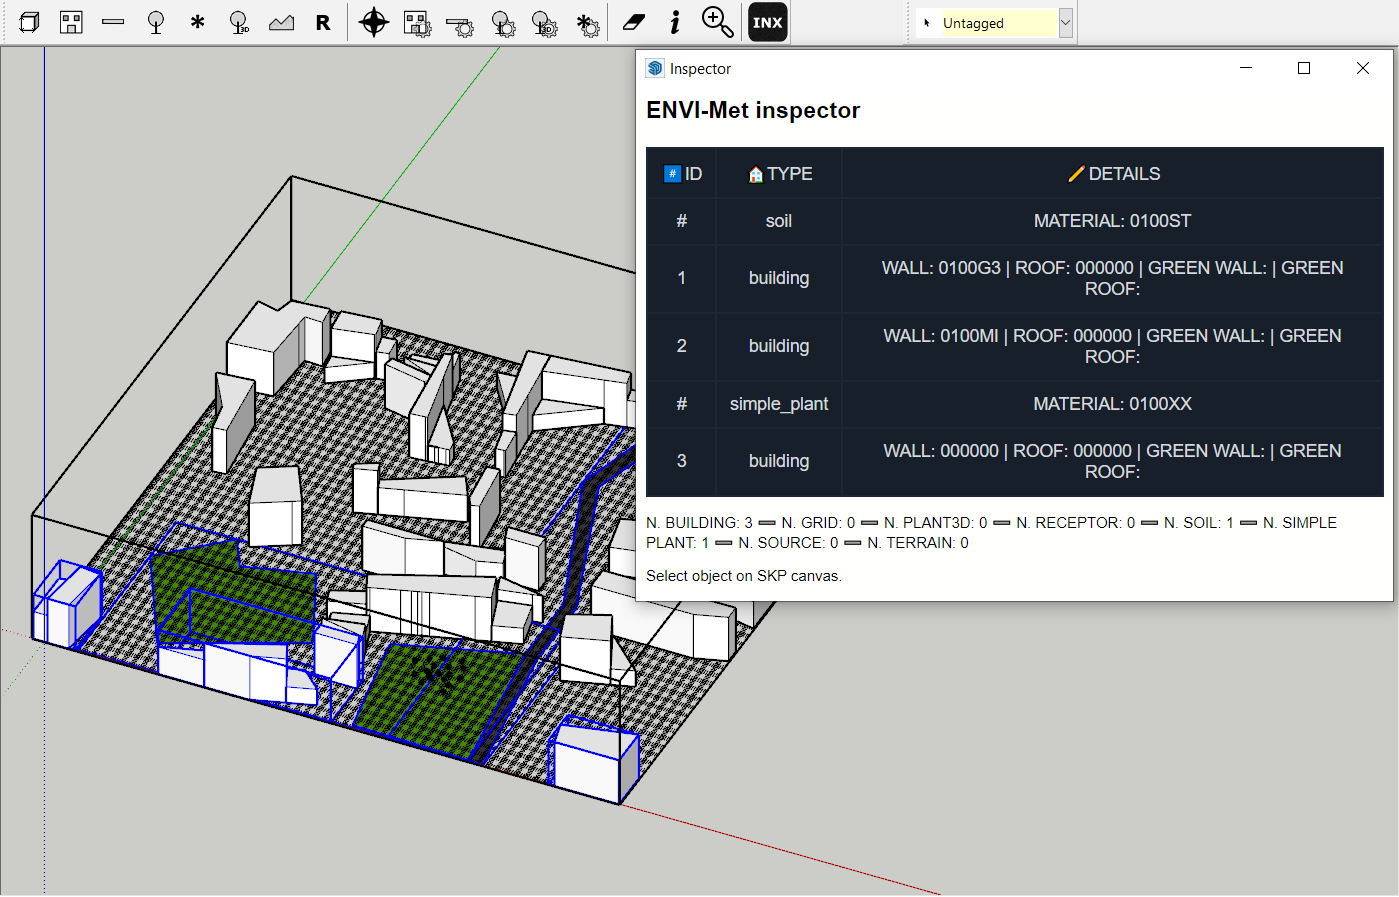 3D R 3D INX Untagged
Inspector
ENVI-Met inspector
# ID TYPE DETAILS
# soil MATERIAL: 0100ST
1 building WALL: 0100G3 | ROOF: 000000 | GREEN WALL: | GREEN
ROOF:
2 building WALL: 0100MI | ROOF: 000000 | GREEN WALL: | GREEN
ROOF:
# simple_plant MATERIAL: 0100XX
3 building WALL: 000000 | ROOF: 000000 | GREEN WALL: | GREEN
ROOF:
N. BUILDING: 3 ➖ N. GRID: 0 ➖ N. PLANT3D: 0 ➖ N. RECEPTOR: 0 ➖ N. SOIL: 1 ➖ N. SIMPLE
PLANT: 1 ➖ N. SOURCE: 0 ➖ N. TERRAIN: 0
Select object on SKP canvas.